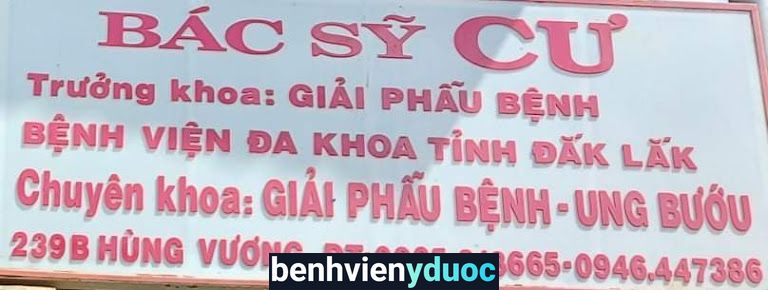 BÁC SỸ CƯ
Trưởng khoa: GIẢI PHẪU BỆNH
BỆNH VIỆN ĐA KHOA TỈNH ĐẮK LẮK
Chuyên khoa: GIẢI PHẪU BỆNH - UNG BƯỚU
239B HÙNG VƯƠNG 0946.447386
benhvienyduoc